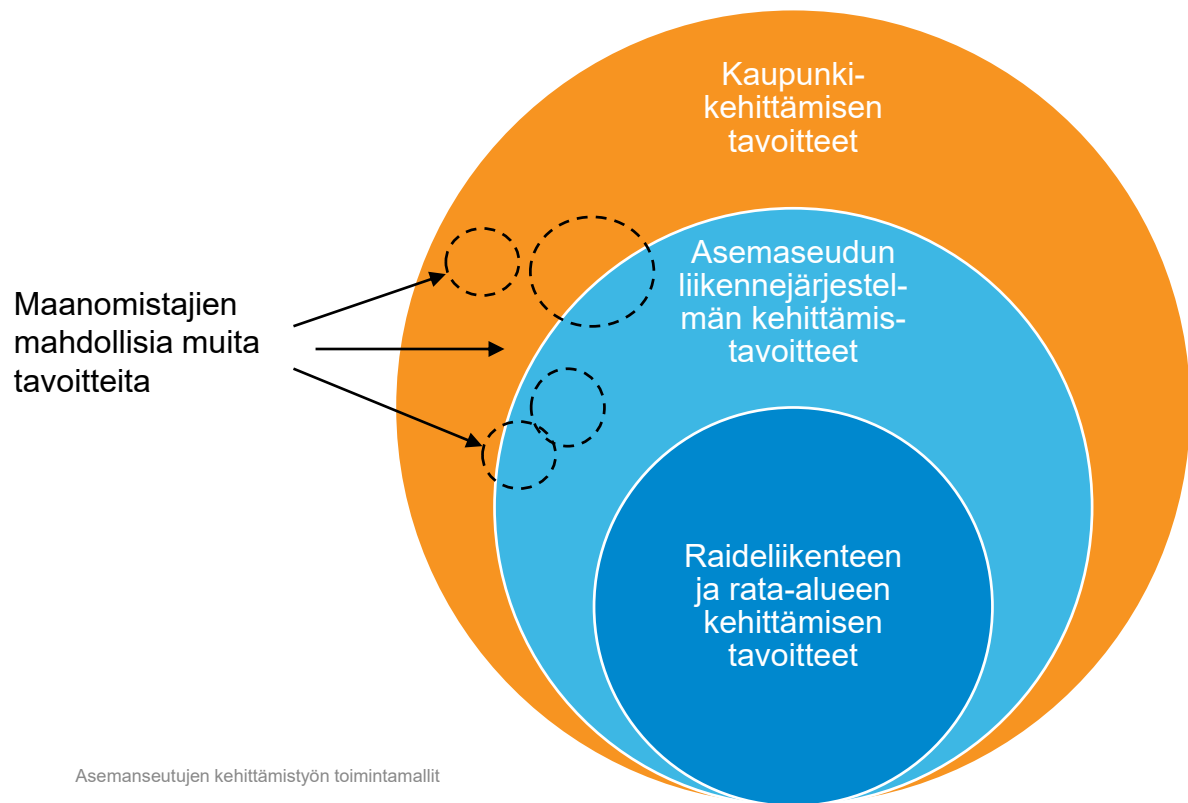 Kaupunki-
kehittämisen
tavoitteet
Asemaseudun
liikennejärjestel-
män kehittämis-
tavoitteet
Maanomistajien
mahdollisia muita
tavoitteita
Raideliikenteen
ja rata-alueen
kehittämisen
tavoitteet
Asemanseutujen kehittämistyön toimintamallit